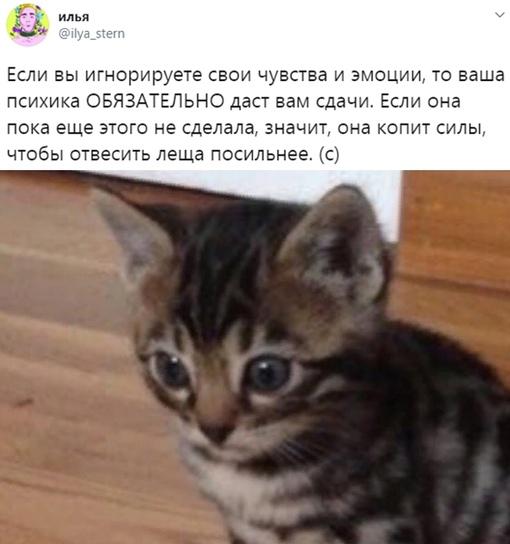 илья
@ilya_stern
Если вы игнорируете свои чувства и эмоции, то ваша
психика ОБЯЗАТЕЛЬНО даст вам сдачи. Если она
пока еще этого не сделала, значит, она копит силы,
чтобы отвесить леща посильнее. (с)